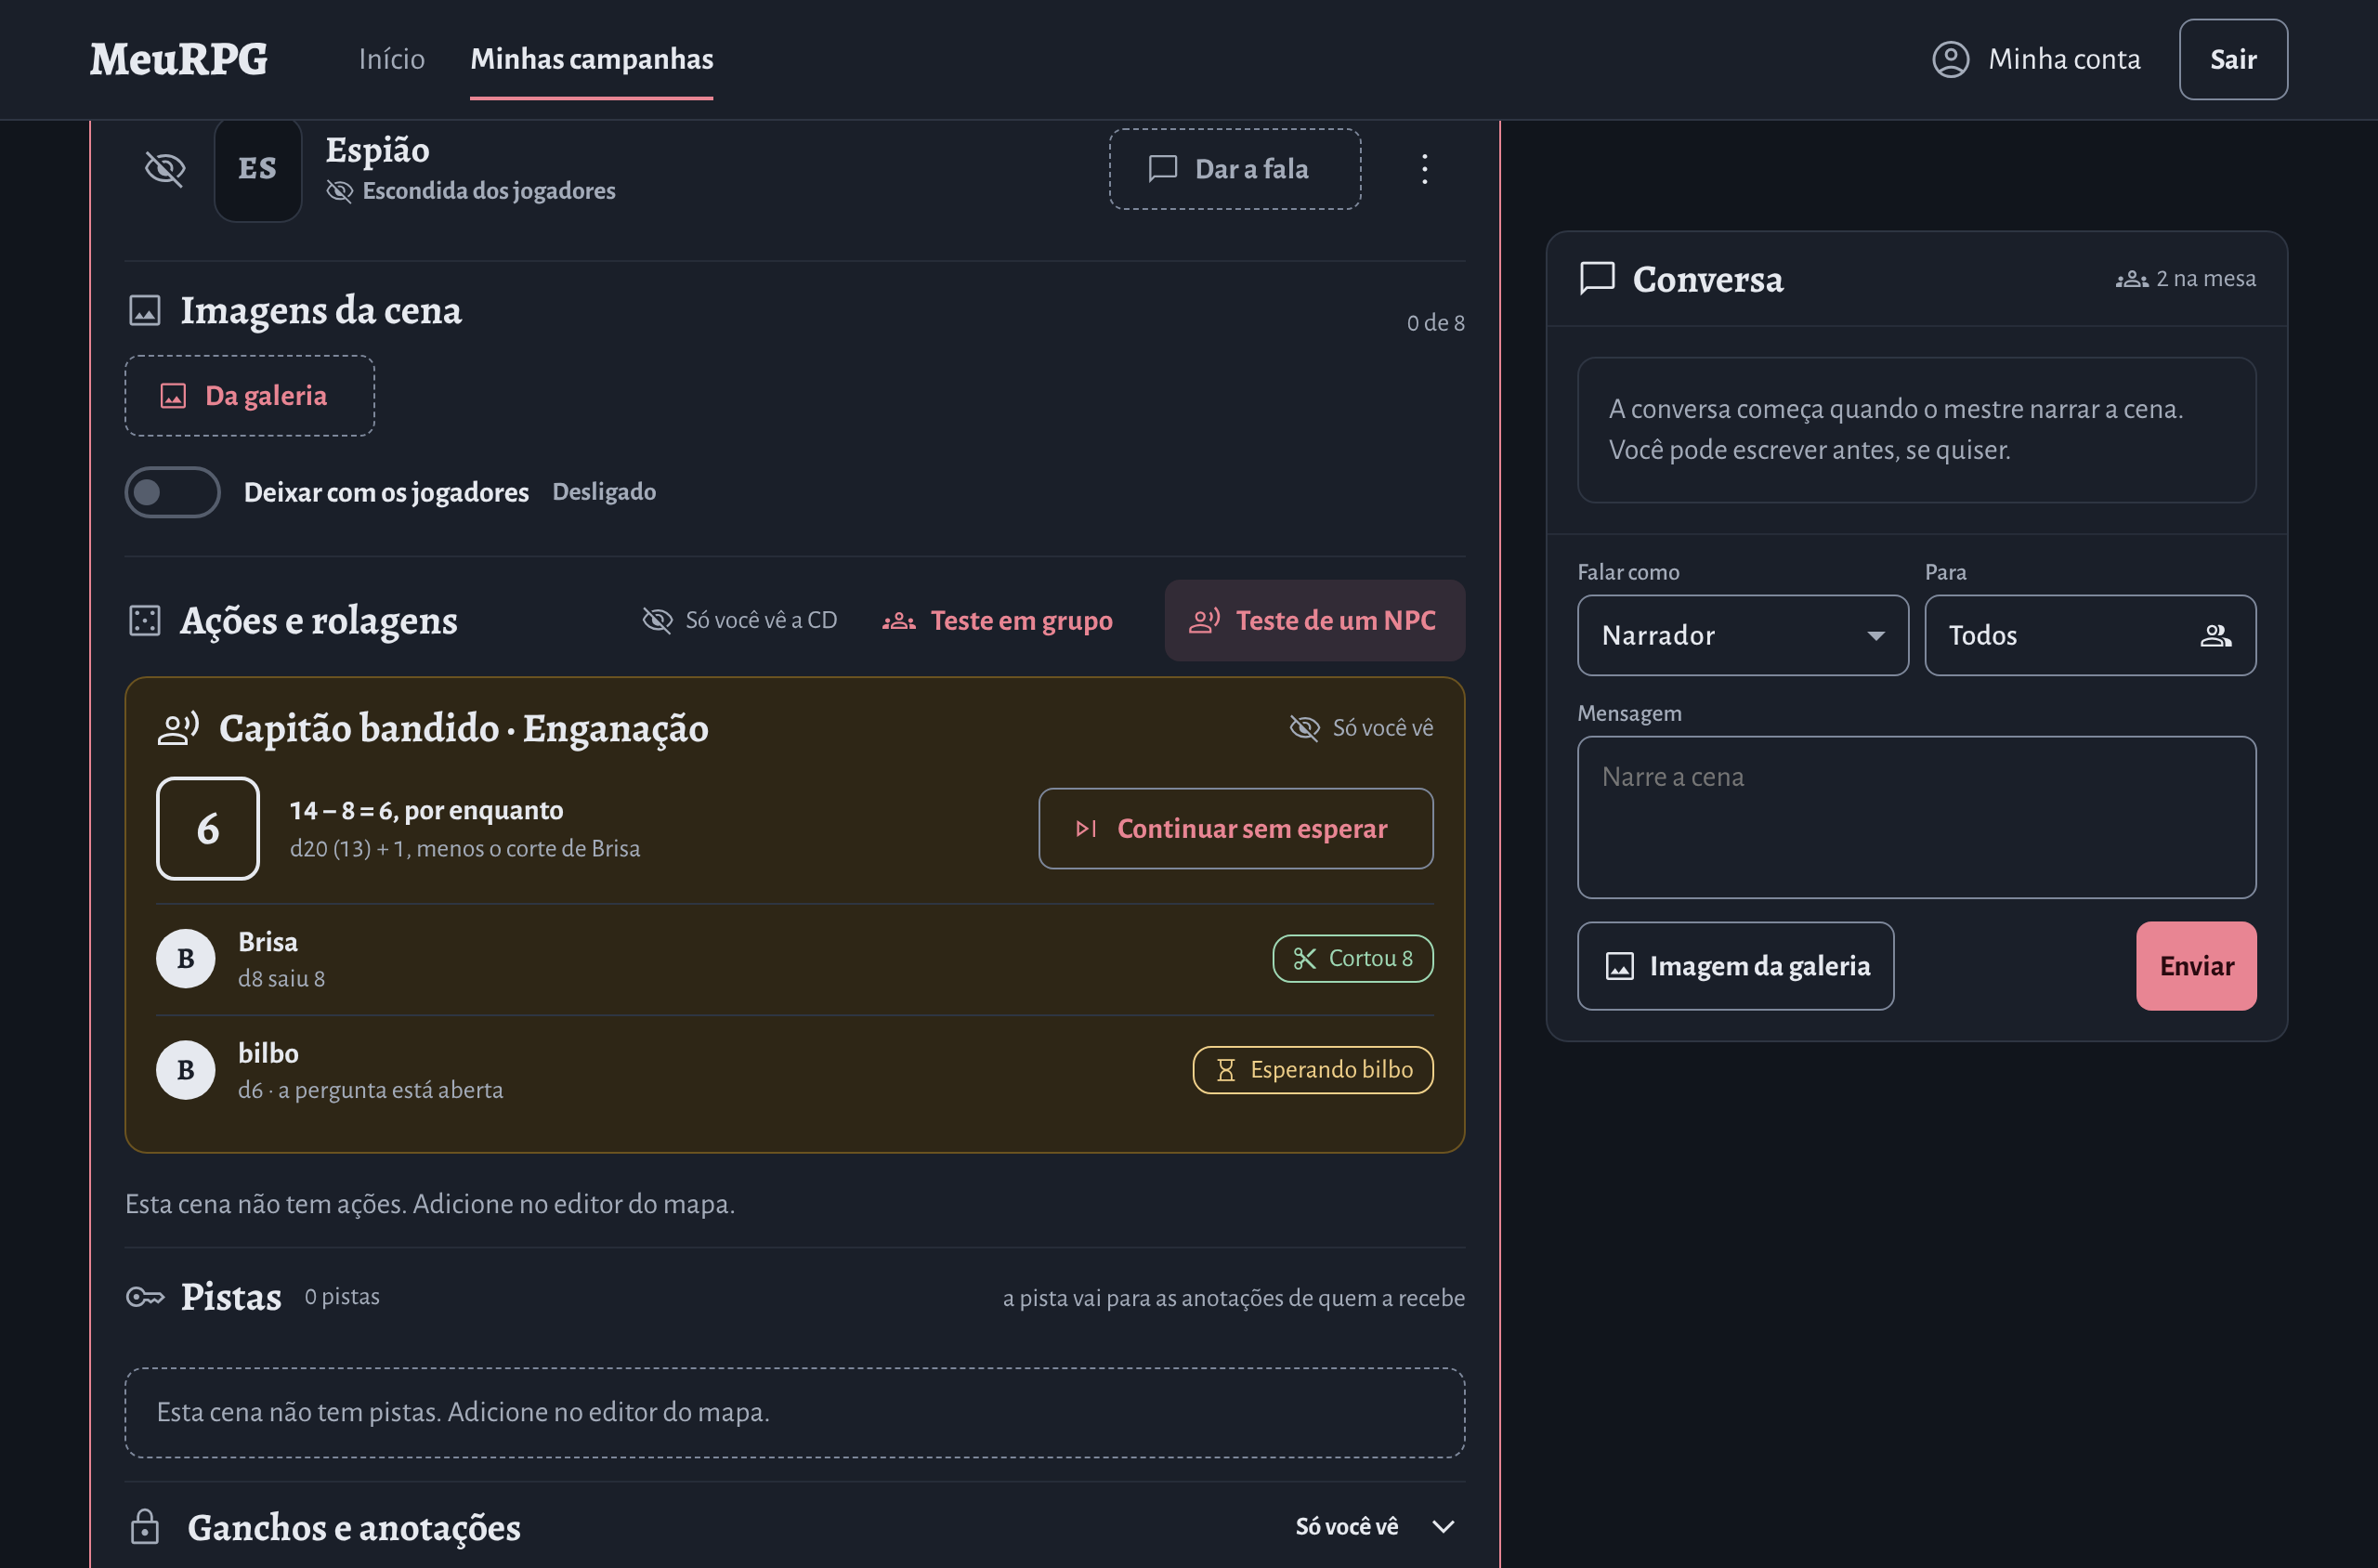 MeuRPG
Início
Minhas campanhas
Minha conta
Sair
ES
Espião
Escondida dos jogadores
Dar a fala
Imagens da cena
0 de 8
Da galeria
Deixar com os jogadores
Desligado
Ações e rolagens
Só você vê a CD
Teste em grupo
Teste de um NPC
Capitão bandido · Enganação
Só você vê
6
14 – 8 = 6, por enquanto
d20 (13) + 1, menos o corte de Brisa
Continuar sem esperar
B
Brisa
d8 saiu 8
Cortou 8
B
bilbo
d6 · a pergunta está aberta
Esperando bilbo
Esta cena não tem ações. Adicione no editor do mapa.
Pistas
0 pistas
a pista vai para as anotações de quem a recebe
Esta cena não tem pistas. Adicione no editor do mapa.
Ganchos e anotações
Só você vê
Conversa
2 na mesa
A conversa começa quando o mestre narrar a cena.
Você pode escrever antes, se quiser.
Falar como
Para
Narrador
Todos
Mensagem
Narre a cena
Imagem da galeria
Enviar